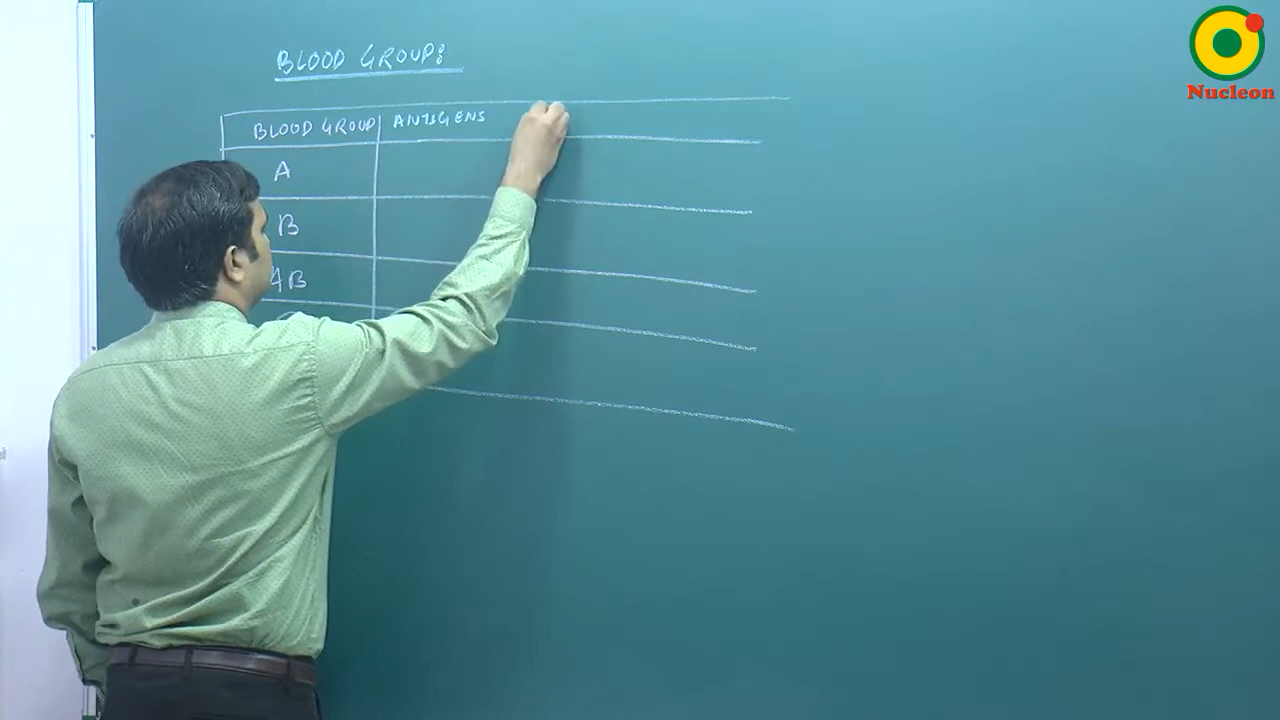 Nucleon
BLOOD GROUP:
BLOOD GROUP ANTIGENS
A
B
AB